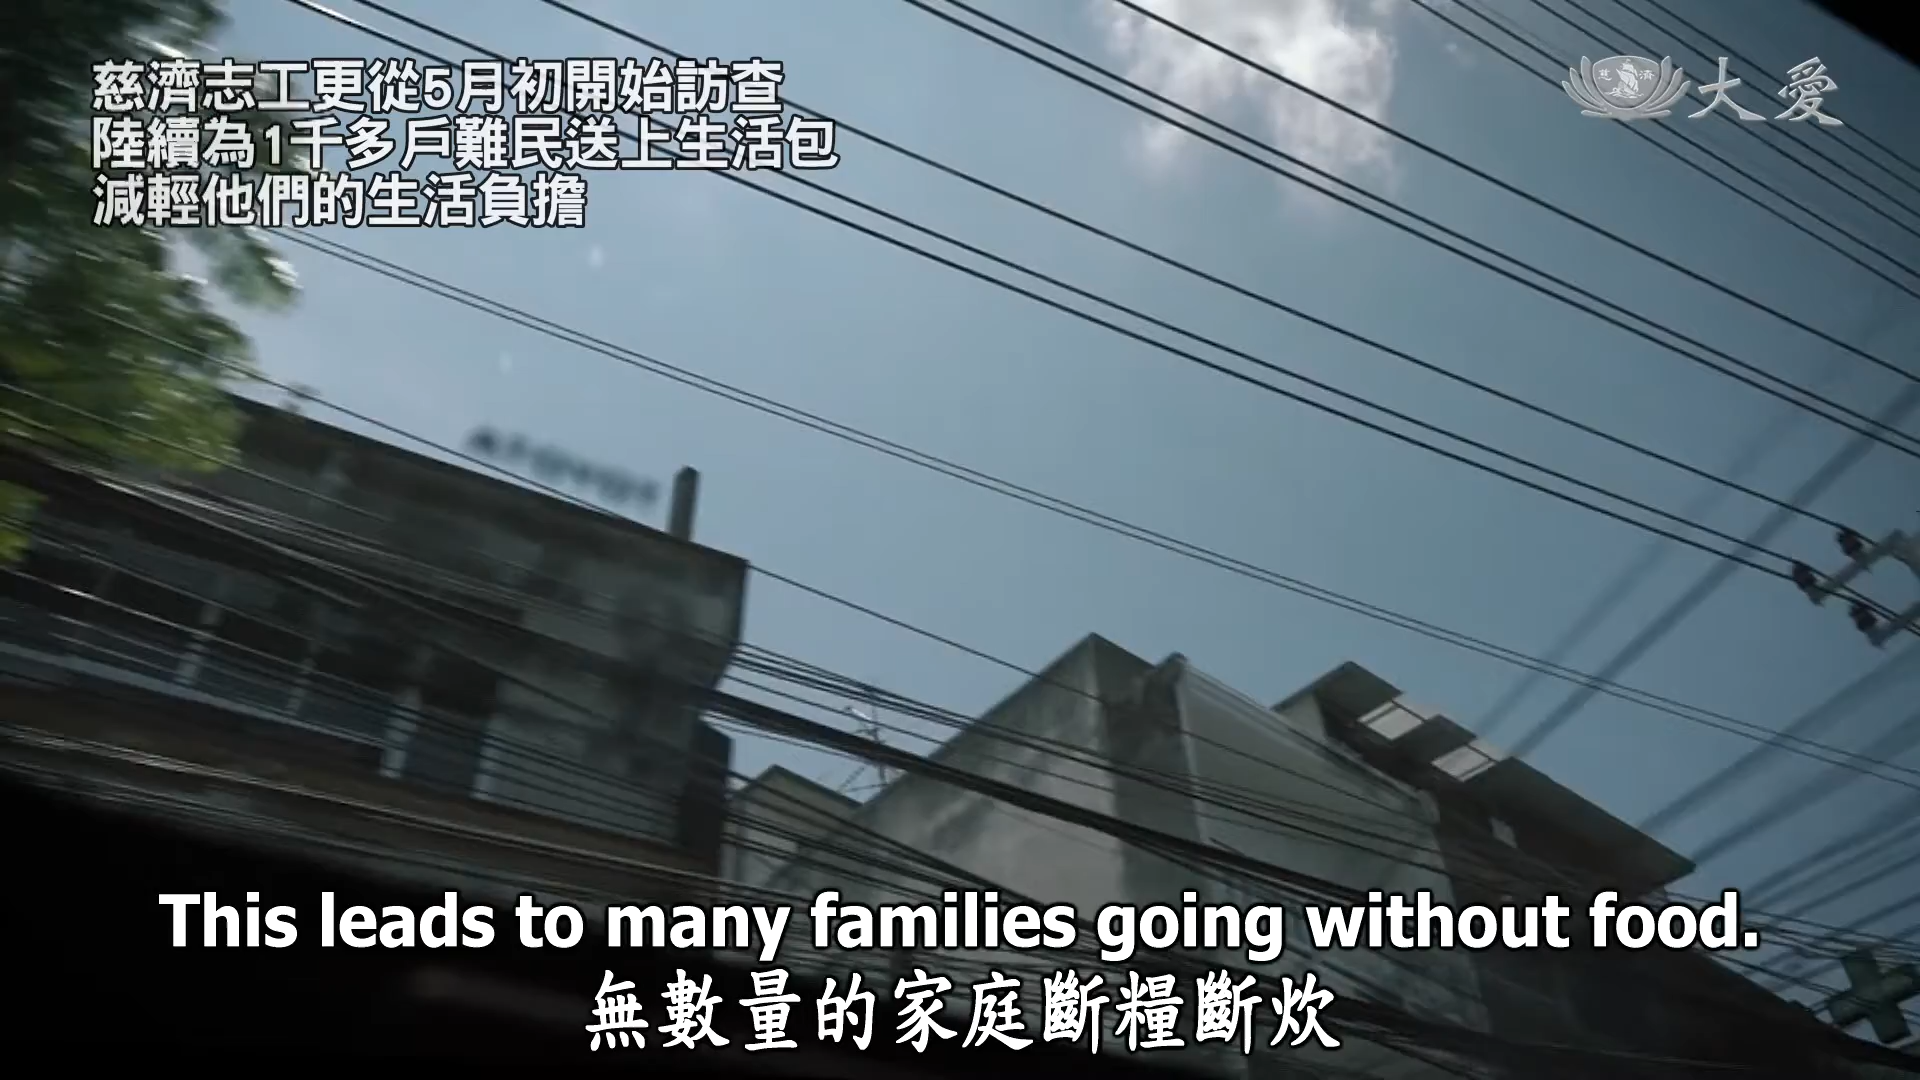 慈濟志工更從5月初開始訪查
陸續為1千多戶難民送上生活包
減輕他們的生活負擔
慈濟
大愛
This leads to many families going without food.
無數量的家庭斷糧斷炊